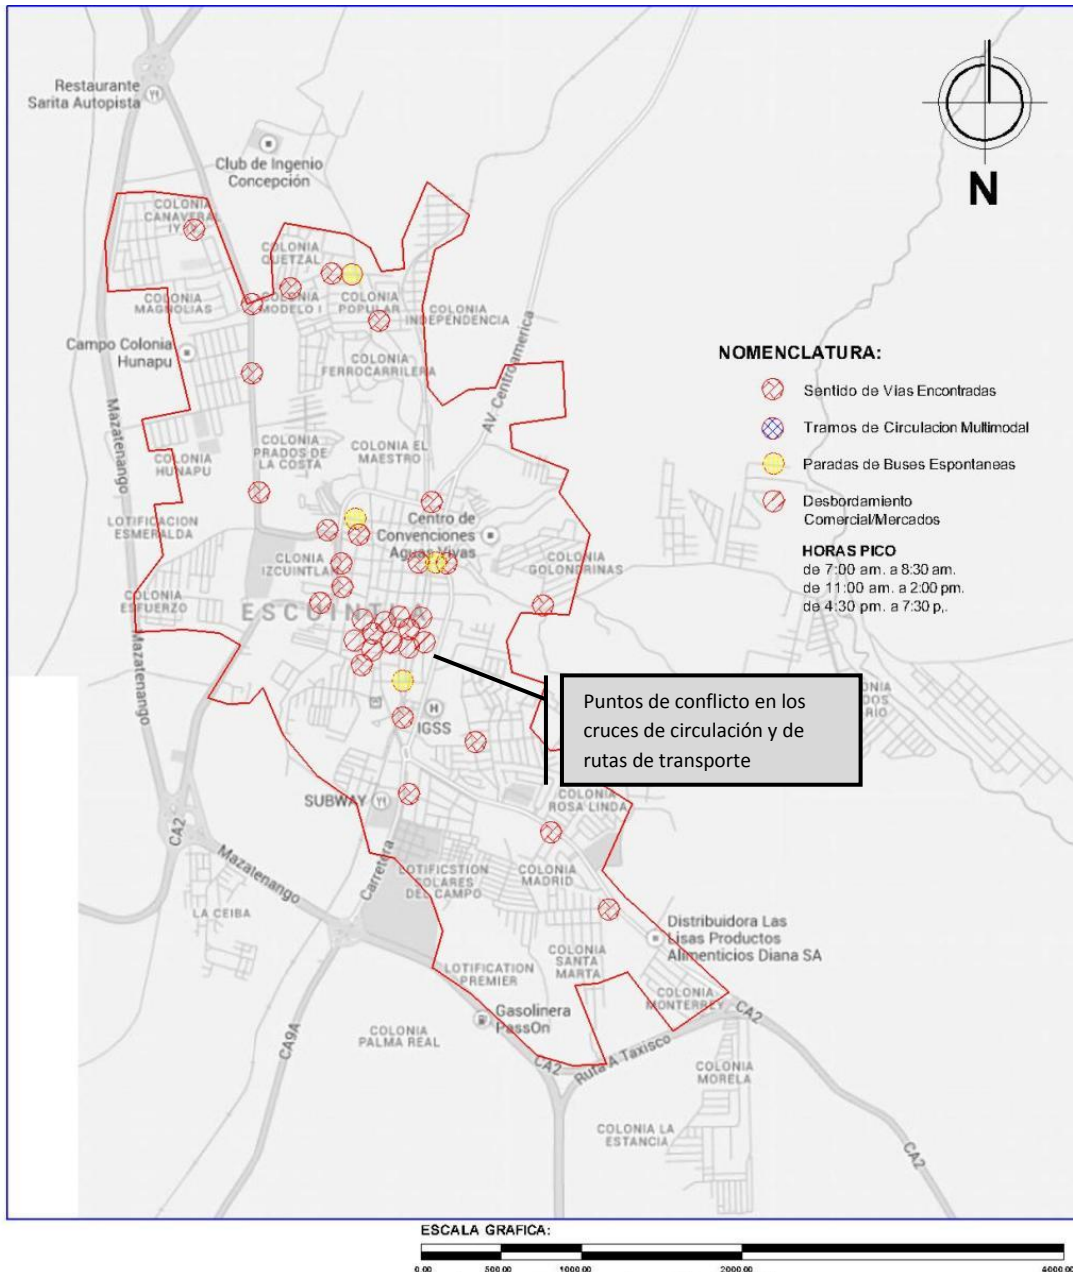 Restaurante
Sarita Autopista
Club de Ingenio
Concepción
N
COLONIA
CANAVERAL
COLONIA
QUETZAL
COLONIA
MAGNOLIAS
COLONIA
MODELO I
COLONIA
POPULAR
COLONIA
INDEPENDENCIA
Campo Colonia
Hunapu
COLONIA
FERROCARRILERA
AV. Centroamerica
Mazatenango
NOMENCLATURA:
Sentido de Vias Encontradas
Tramos de Circulacion Multimodal
Paradas de Buses Espontaneas
Desbordamiento
Comercial/Mercados
HORAS PICO
de 7:00 am. a 8:30 am.
de 11:00 am. a 2:00 pm.
de 4:30 pm. a 7:30 p,.
COLONIA
PRADOS DE
LA COSTA
COLONIA EL
MAESTRO
COLONIA
HUNAPU
LOTIFICACION
ESMERALDA
Centro de
Convenciones
Aguas Vivas
CLONIA
IZCUINTLAN
COLONIA
GOLONDRINAS
COLONIA
ESFUERZO
ESCUINTLA
Mazatenango
Puntos de conflicto en los
cruces de circulación y de
rutas de transporte
IGSS
SUBWAY
COLONIA
ROSA LINDA
CA2
Mazatenango
Carretera
LOTIFICSTION
SOLARES
DEL CAMPO
COLONIA
MADRID
LA CEIBA
Distribuidora Las
Lisas Productos
Alimenticios Diana SA
COLONIA
SANTA
MARTA
LOTIFICATION
PREMIER
COLONIA
MONTERREY
Gasolinera
PassOn
CA2
COLONIA
PALMA REAL
CA9A
CA2
Ruta A Taxisco
COLONIA
MORELA
COLONIA LA
ESTANCIA
CA2
ESCALA GRAFICA:
0.00 500.00 1000.00 2000.00 4000.00